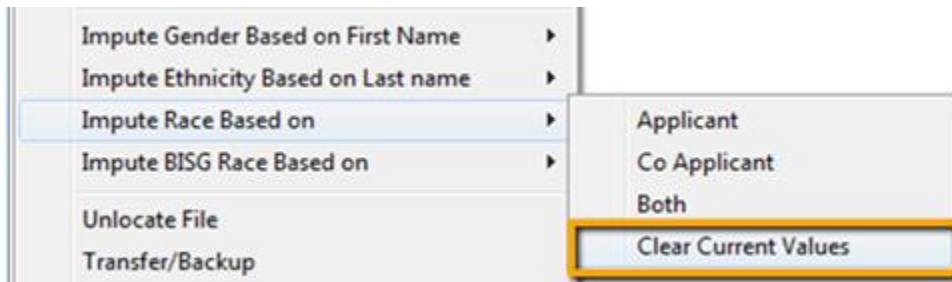 Impute Gender Based on First Name
Impute Ethnicity Based on Last name
Impute Race Based on
Impute BISG Race Based on
Unlocate File
Transfer/Backup
Applicant
Co Applicant
Both
Clear Current Values